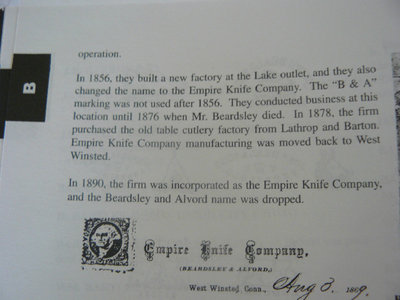 B
operation.
In 1856, they built a new factory at the Lake outlet, and they also
changed the name to the Empire Knife Company. The "B & A"
marking was not used after 1856. They conducted business at this
location until 1876 when Mr. Beardsley died. In 1878, the firm
purchased the old table cutlery factory from Lathrop and Barton.
Empire Knife Company manufacturing was moved back to West
Winsted.
In 1890, the firm was incorporated as the Empire Knife Company,
and the Beardsley and Alvord name was dropped.
Empire Knife Company,
(BEARDSLEY & ALVORD,)
West Winsted, Conn., Aug 3, 1869.